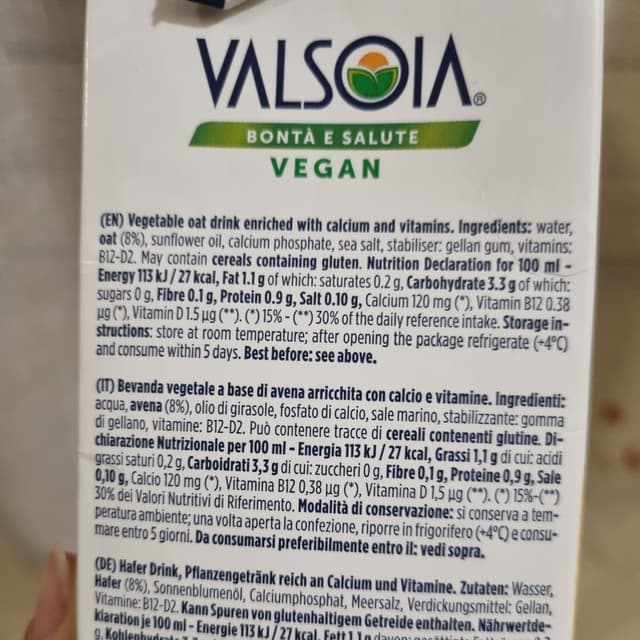 VALSOIA®
BONTÀ E SALUTE
VEGAN
(EN) Vegetable oat drink enriched with calcium and vitamins. Ingredients: water,
oat (8%), sunflower oil, calcium phosphate, sea salt, stabiliser: gellan gum, vitamins:
B12-D2. May contain cereals containing gluten. Nutrition Declaration for 100 ml -
Energy 113 kJ / 27 kcal, Fat 1.1 g of which: saturates 0.2 g, Carbohydrate 3.3 g of which:
sugars 0 g, Fibre 0.1 g, Protein 0.9 g, Salt 0.10 g, Calcium 120 mg (*), Vitamin B12 0.38
µg (*), Vitamin D 1.5 µg (**). (*) 15% - (**) 30% of the daily reference intake. Storage in-
structions: store at room temperature; after opening the package refrigerate (+4°C)
and consume within 5 days. Best before: see above.
(IT) Bevanda vegetale a base di avena arricchita con calcio e vitamine. Ingredienti:
acqua, avena (8%), olio di girasole, fosfato di calcio, sale marino, stabilizzante: gomma
di gellano, vitamine: B12-D2. Può contenere tracce di cereali contenenti glutine. Di-
chiarazione Nutrizionale per 100 ml - Energia 113 kJ / 27 kcal, Grassi 1,1 g di cui: acidi
grassi saturi 0,2 g, Carboidrati 3,3 g di cui: zuccheri 0 g, Fibre 0,1 g, Proteine 0,9 g, Sale
0,10 g, Calcio 120 mg (*), Vitamina B12 0,38 µg (*), Vitamina D 1,5 µg (**). (*) 15%-(**)
30% dei Valori Nutritivi di Riferimento. Modalità di conservazione: si conserva a tem-
peratura ambiente; una volta aperta la confezione, riporre in frigorifero (+4°C) e consu-
mare entro 5 giorni. Da consumarsi preferibilmente entro il: vedi sopra.
(DE) Hafer Drink, Pflanzengetränk reich an Calcium und Vitamine. Zutaten: Wasser,
Hafer (8%), Sonnenblumenöl, Calciumphosphat, Meersalz, Verdickungsmittel: Gellan,
Vitamine: B12-D2. Kann Spuren von glutenhaltigem Getreide enthalten. Nährwertde-
klaration je 100 ml - Energie 113 kJ / 27 kcal, Fett 1,1 g davon:
g, Kohlenhydrate